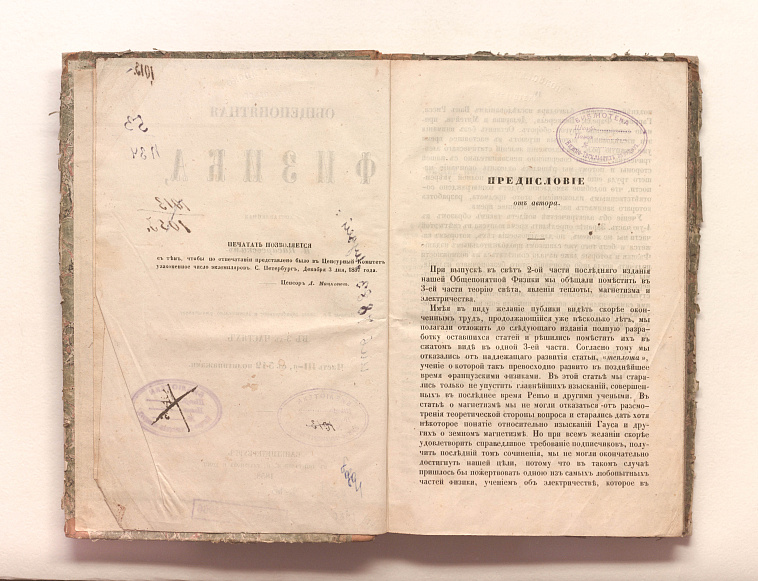 1013
53
П34
1013
ПЕЧАТАТЬ ПОЗВОЛЯЕТСЯ
съ тѣмъ, чтобы по отпечатаніи представлено было въ Ценсурный Комитетъ
узаконенное число экземпляровъ. С. Петербургъ, Декабря 3 дня, 185 года.
Ценсоръ А.
ОБЩЕПОНЯТНАЯ
ФИЗИКА,
БИБЛІОТЕКА
ПРЕДИСЛОВІЕ
отъ автора.
При выпускѣ въ свѣтъ 2-ой части послѣдняго изданія
нашей Общепонятной Физики мы обѣщали помѣстить въ
3-ей части теорію свѣта, явленія теплоты, магнетизма и
электричества.
Имѣя въ виду желаніе публики видѣть скорѣе окон-
ченнымъ трудъ, продолжающійся уже нѣсколько лѣтъ, мы
полагали отложить до слѣдующаго изданія полную разра-
ботку оставшихся статей и рѣшились помѣстить ихъ въ
сжатомъ видѣ въ одной 3-ей части. Согласно тому мы
отказались отъ надлежащаго развитія статьи, «теплота»,
ученіе о которой такъ превосходно развито въ позднѣйшее
время французскими физиками. Въ этой статьѣ мы стара-
лись только не упустить главнѣйшихъ изысканій, совершен-
ныхъ въ послѣднее время Реньо и другими учеными. Въ
статьѣ о магнетизмѣ мы не могли отказаться отъ разсмо-
трѣнія теоретической стороны вопроса и старались дать хотя
нѣкоторое понятіе относительно изысканій Гауса и дру-
гихъ о земномъ магнетизмѣ. Но при всемъ желаніи скорѣе
удовлетворить справедливое требованіе подписчиковъ, полу-
чить послѣдній томъ сочиненія, мы не могли окончательно
достигнуть нашей цѣли, потому что въ такомъ случаѣ
пришлось бы пожертвовать одною изъ самыхъ любопытныхъ
частей физики, ученіемъ объ электричествѣ, которое въ